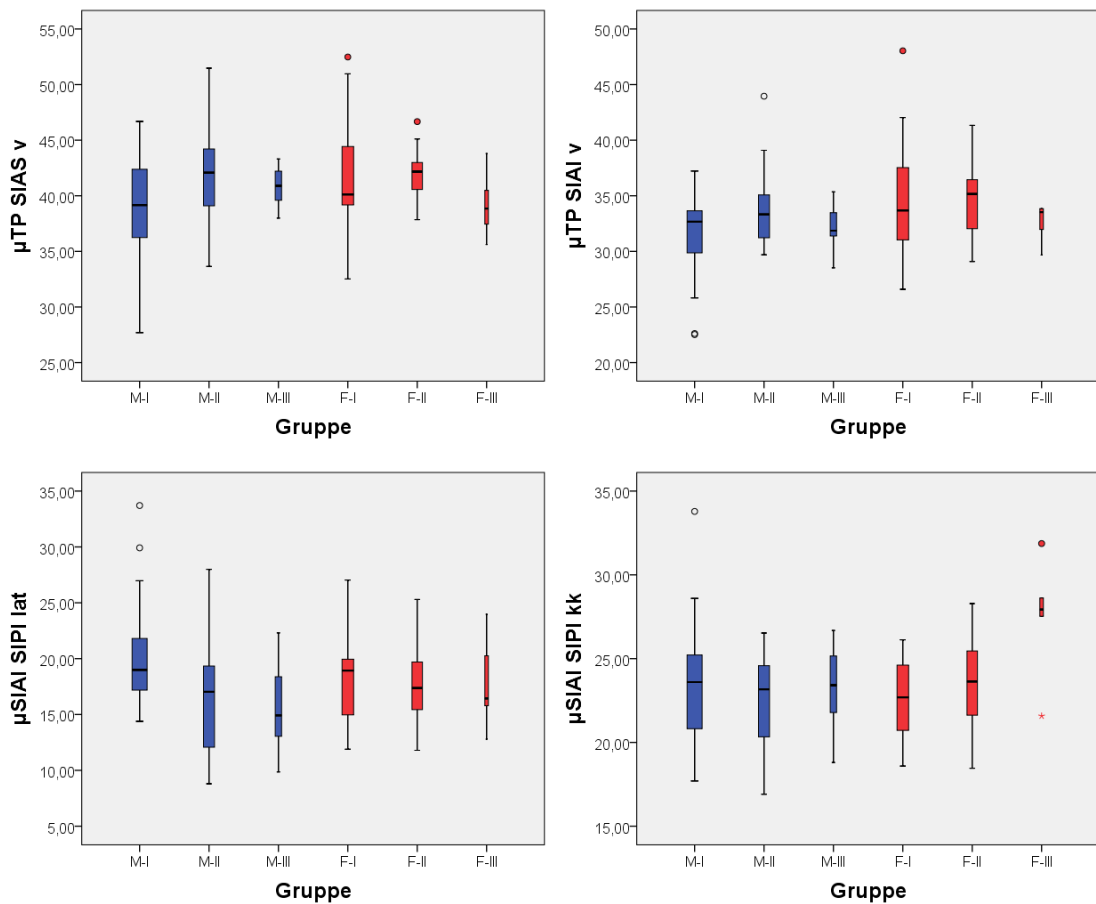 55,00
50,00
45,00
40,00
35,00
30,00
25,00
µTP SIAS v
M-I M-II M-III F-I F-II F-III
Gruppe
50,00
45,00
40,00
35,00
30,00
25,00
20,00
µTP SIAI v
M-I M-II M-III F-I F-II F-III
Gruppe
35,00
30,00
25,00
20,00
15,00
10,00
5,00
µSIAI SIPI lat
M-I M-II M-III F-I F-II F-III
Gruppe
35,00
30,00
25,00
20,00
15,00
µSIAI SIPI kk
M-I M-II M-III F-I F-II F-III
Gruppe